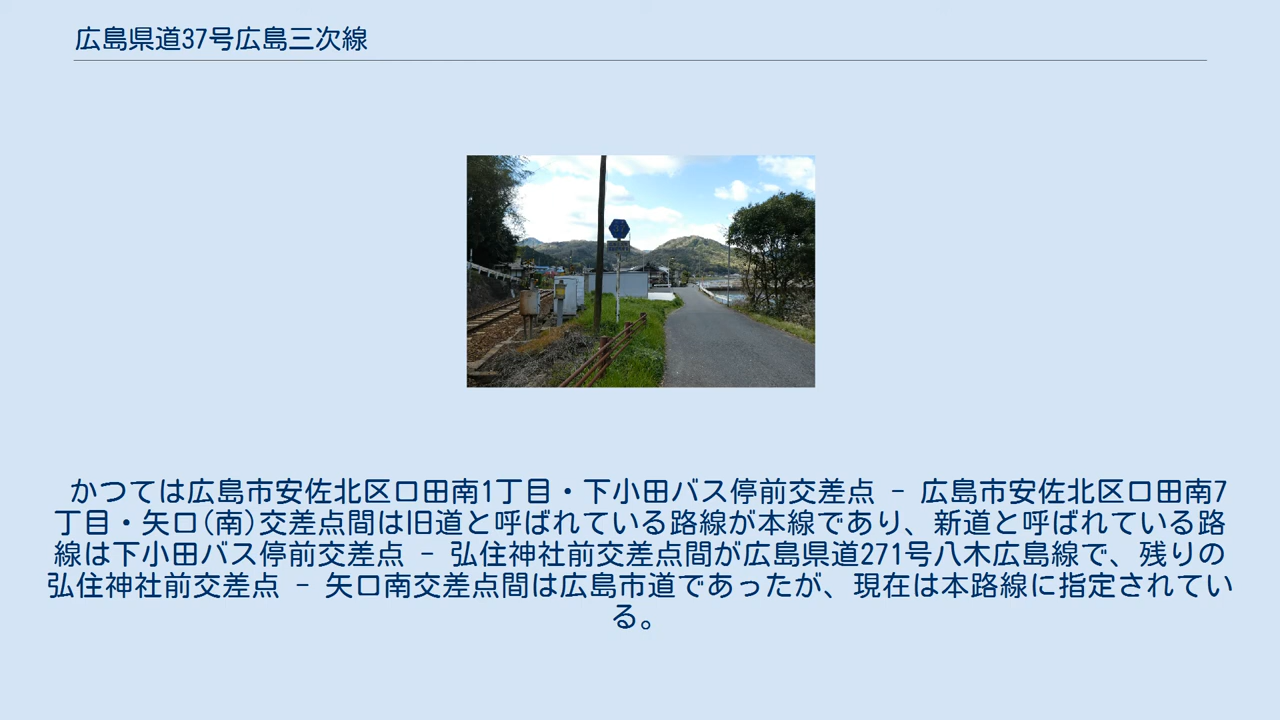 広島県道37号広島三次線
かつては広島市安佐北区口田南1丁目・下小田バス停前交差点 - 広島市安佐北区口田南7
丁目・矢口(南)交差点間は旧道と呼ばれている路線が本線であり、新道と呼ばれている路
線は下小田バス停前交差点 - 弘住神社前交差点間が広島県道271号八木広島線で、残りの
弘住神社前交差点 - 矢口南交差点間は広島市道であったが、現在は本路線に指定されてい
る。